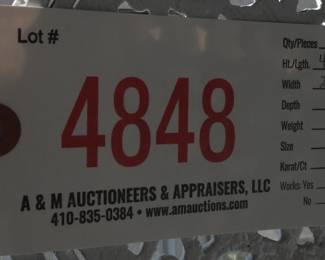 Lot #
4848
A & M AUCTIONEERS & APPRAISERS, LLC
410-835-0384 • www.amauctions.com
Qty/Pieces
Ht./Lgth.
Width
Depth
Weight
Size
Karat/Ct
Works: Yes
No